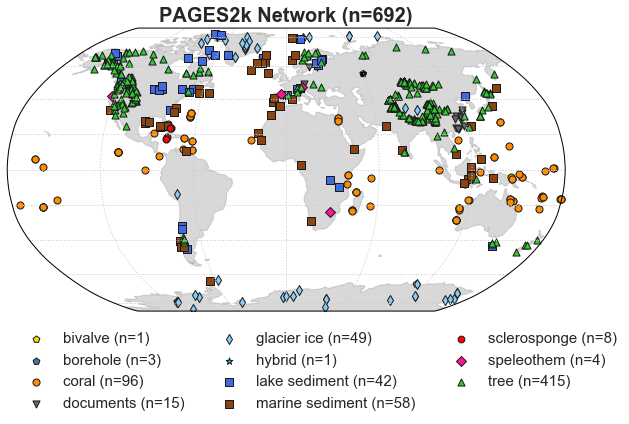 PAGES2k Network (n=692)
bivalve (n=1)
borehole (n=3)
coral (n=96)
documents (n=15)
glacier ice (n=49)
hybrid (n=1)
lake sediment (n=42)
marine sediment (n=58)
sclerosponge (n=8)
speleothem (n=4)
tree (n=415)